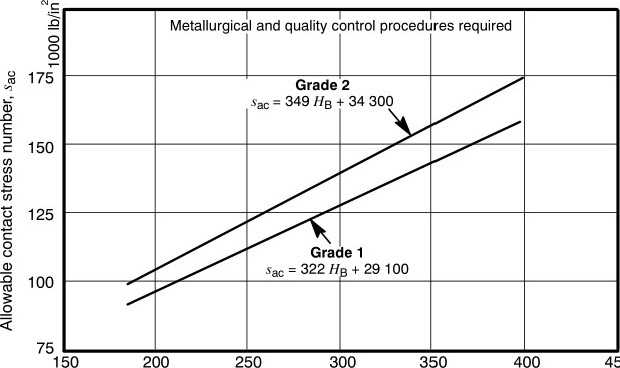 Metallurgical and quality control procedures required
1000 lb/in²
Allowable contact stress number, sac
175
150
125
100
75
Grade 2
sac = 349 HB + 34 300
Grade 1
sac = 322 HB + 29 100
150
200
250
300
350
400
45